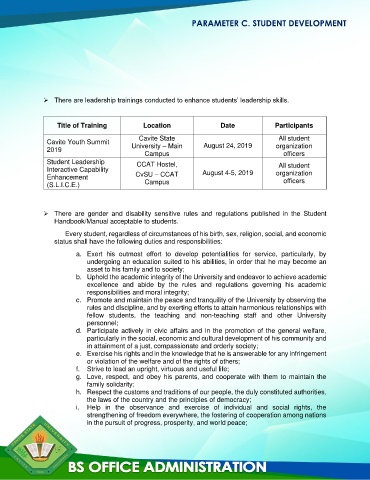 PARAMETER C. STUDENT DEVELOPMENT
➢ There are leadership trainings conducted to enhance students' leadership skills.
Title of Training Location Date Participants
Cavite Youth Summit 2019 Cavite State University – Main Campus August 24, 2019 All student organization officers
Student Leadership Interactive Capability Enhancement (S.L.I.C.E.) CCAT Hostel, CvSU – CCAT Campus August 4-5, 2019 All student organization officers
➢ There are gender and disability sensitive rules and regulations published in the Student
Handbook/Manual acceptable to students.
Every student, regardless of circumstances of his birth, sex, religion, social, and economic
status shall have the following duties and responsibilities:
a. Exert his outmost effort to develop potentialities for service, particularly, by
undergoing an education suited to his abilities, in order that he may become an
asset to his family and to society;
b. Uphold the academic integrity of the University and endeavor to achieve academic
excellence and abide by the rules and regulations governing his academic
responsibilities and moral integrity;
c. Promote and maintain the peace and tranquility of the University by observing the
rules and discipline, and by exerting efforts to attain harmonious relationships with
fellow students, the teaching and non-teaching staff and other University
personnel;
d. Participate actively in civic affairs and in the promotion of the general welfare,
particularly in the social, economic and cultural development of his community and
in attainment of a just, compassionate and orderly society;
e. Exercise his rights and in the knowledge that he is answerable for any infringement
or violation of the welfare and of the rights of others;
f. Strive to lead an upright, virtuous and useful life;
g. Love, respect, and obey his parents, and cooperate with them to maintain the
family solidarity;
h. Respect the customs and traditions of our people, the duly constituted authorities,
the laws of the country and the principles of democracy;
i. Help in the observance and exercise of individual and social rights, the
strengthening of freedom everywhere, the fostering of cooperation among nations
in the pursuit of progress, prosperity, and world peace;
BS OFFICE ADMINISTRATION